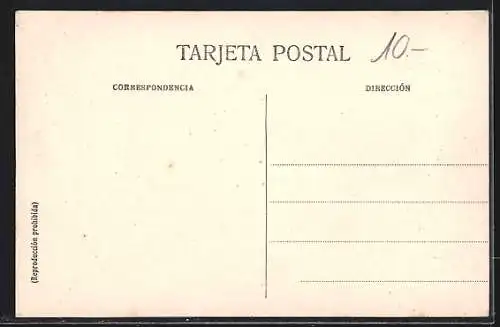 TARJETA POSTAL 10.-
CORRESPONDENCIA DIRECCIÓN
(Reproducción prohibida)